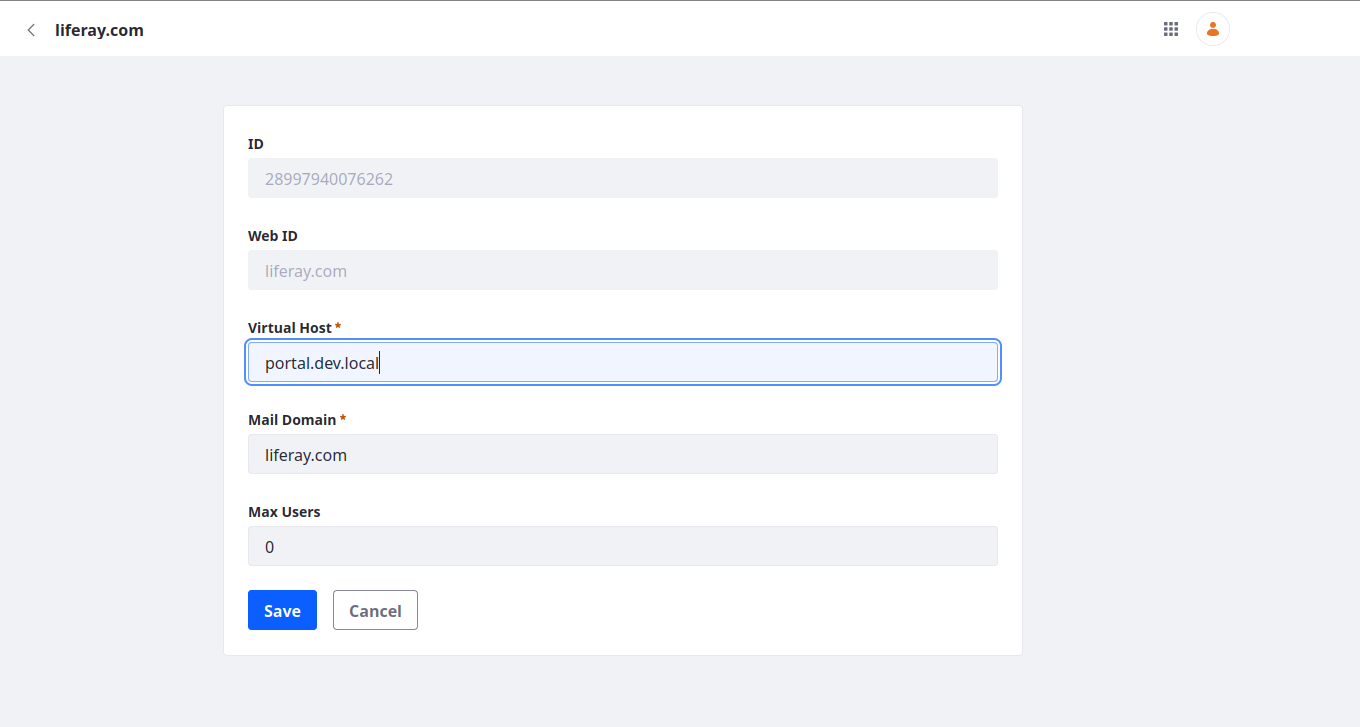 liferay.com
ID
28997940076262
Web ID
liferay.com
Virtual Host *
portal.dev.local
Mail Domain *
liferay.com
Max Users
0
Save Cancel